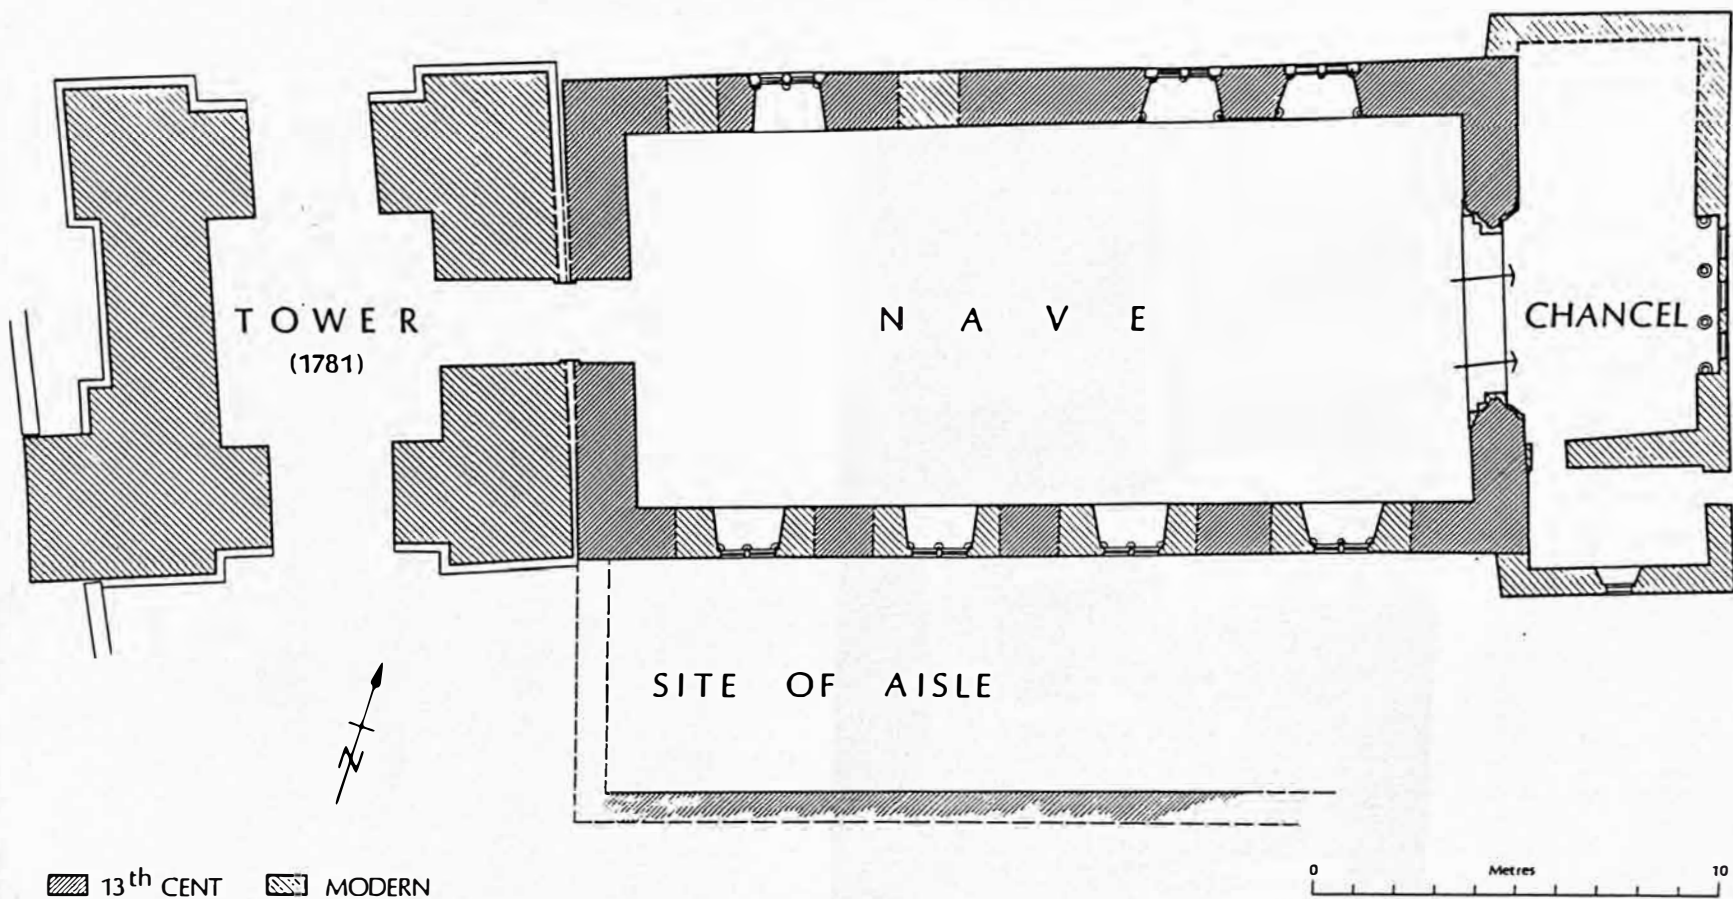 TOWER
(1781)
NAVE
CHANCEL
SITE OF AISLE
N
13th CENT
MODERN
0 Metres 10